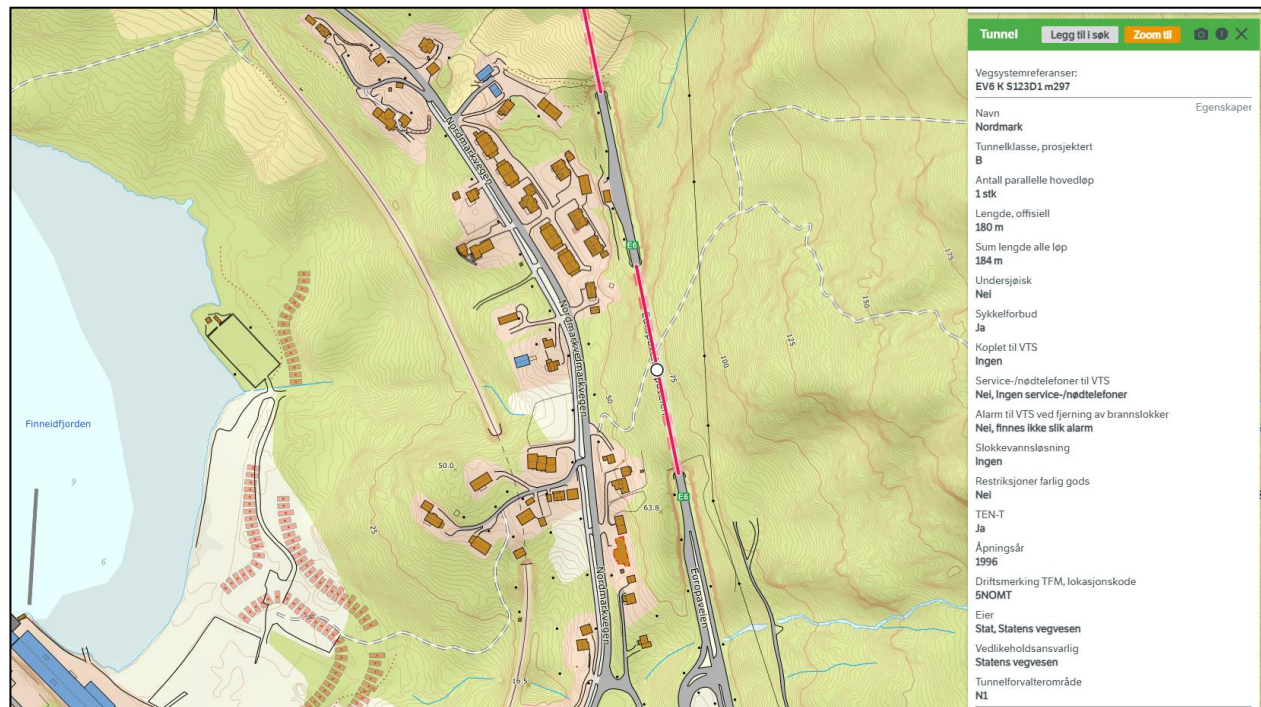 Nordmarkvegen
E6
175
150
125
100
75
50
Nordmarkvegen
Finneidfjorden
9
6
50.0
25
63.8
E6
Nordmarkvegen
Europaveien
16.5
Tunnel
Legg til i søk
Zoom til
Vegsystemreferanser:
EV6 K S123D1 m297
Egenskaper
Navn
Nordmark
Tunnelklasse, prosjektert
B
Antall parallelle hovedløp
1 stk
Lengde, offisiell
180 m
Sum lengde alle løp
184 m
Undersjøisk
Nei
Sykkelforbud
Ja
Koplet til VTS
Ingen
Service-/nødtelefoner til VTS
Nei, Ingen service-/nødtelefoner
Alarm til VTS ved fjerning av brannslokker
Nei, finnes ikke slik alarm
Slokkevannsløsning
Ingen
Restriksjoner farlig gods
Nei
TEN-T
Ja
Åpningsår
1996
Driftsmerking TFM, lokasjonskode
5NOMT
Eier
Stat, Statens vegvesen
Vedlikeholdsansvarlig
Statens vegvesen
Tunnelforvalterområde
N1